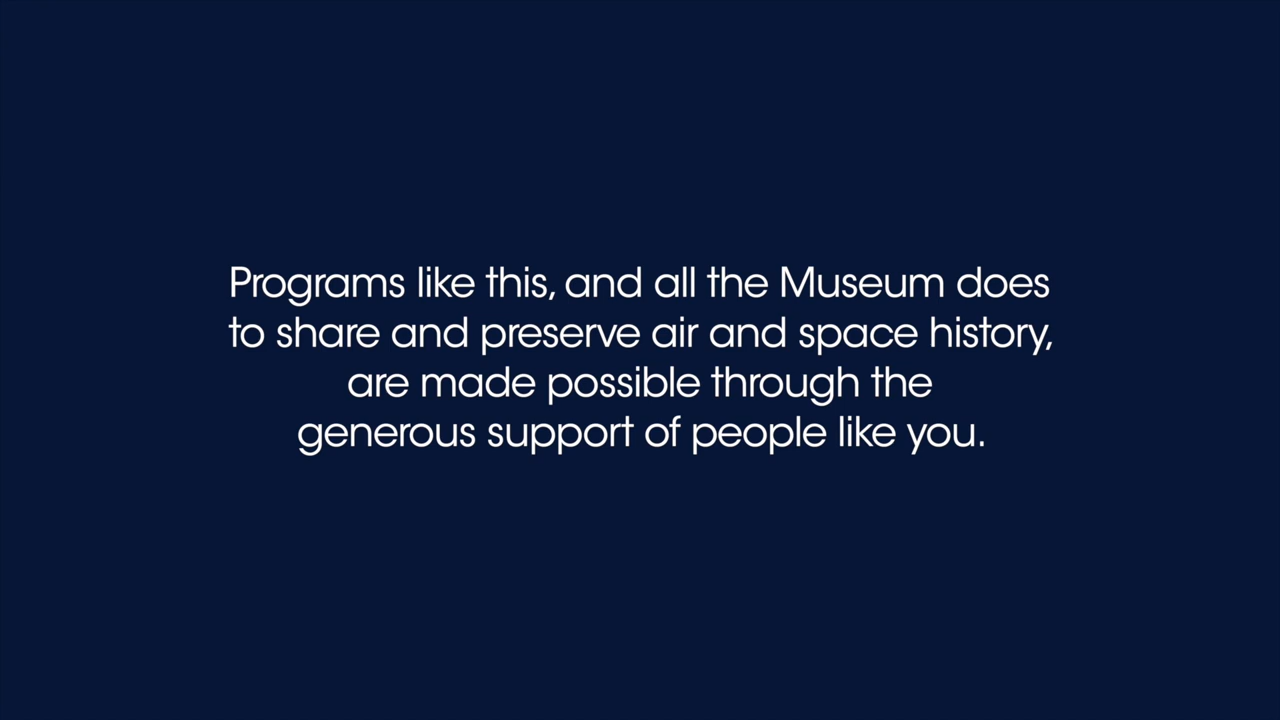 Programs like this, and all the Museum does
to share and preserve air and space history,
are made possible through the
generous support of people like you.